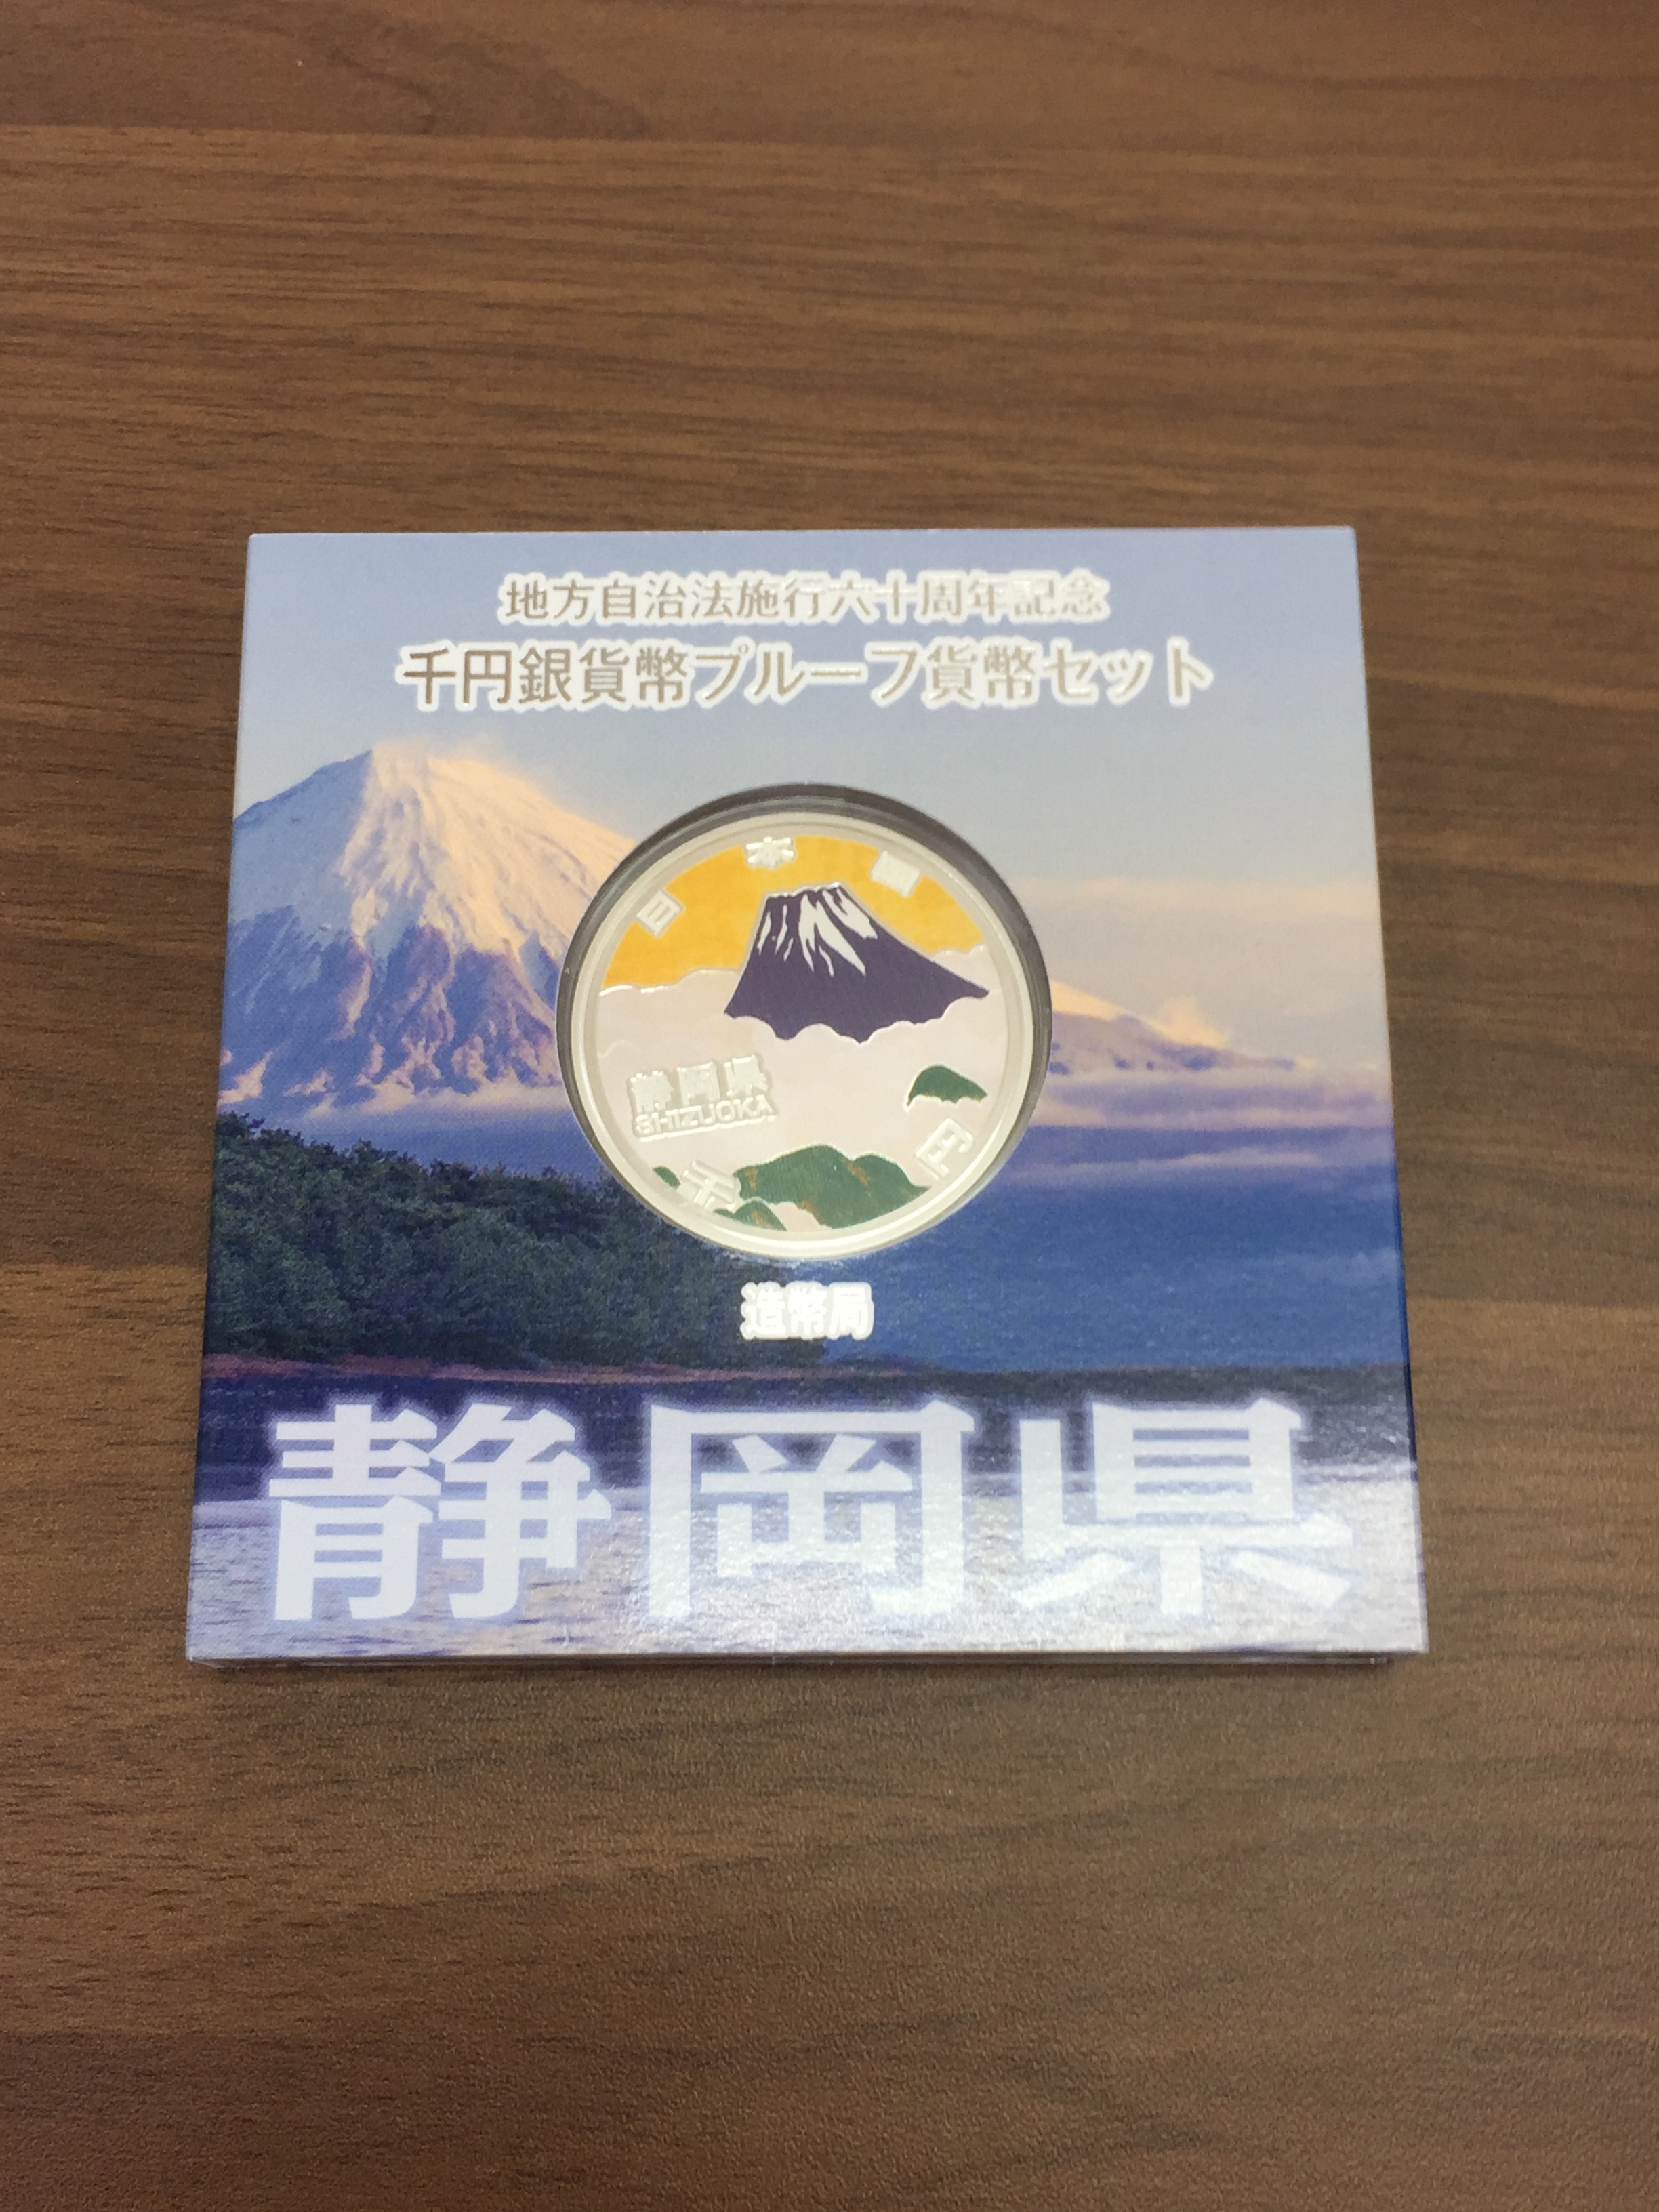 地方自治法施行六十周年記念
千円銀貨幣プルーフ貨幣セット
日本国
静岡県
SHIZUOKA
千円
造幣局
静岡県